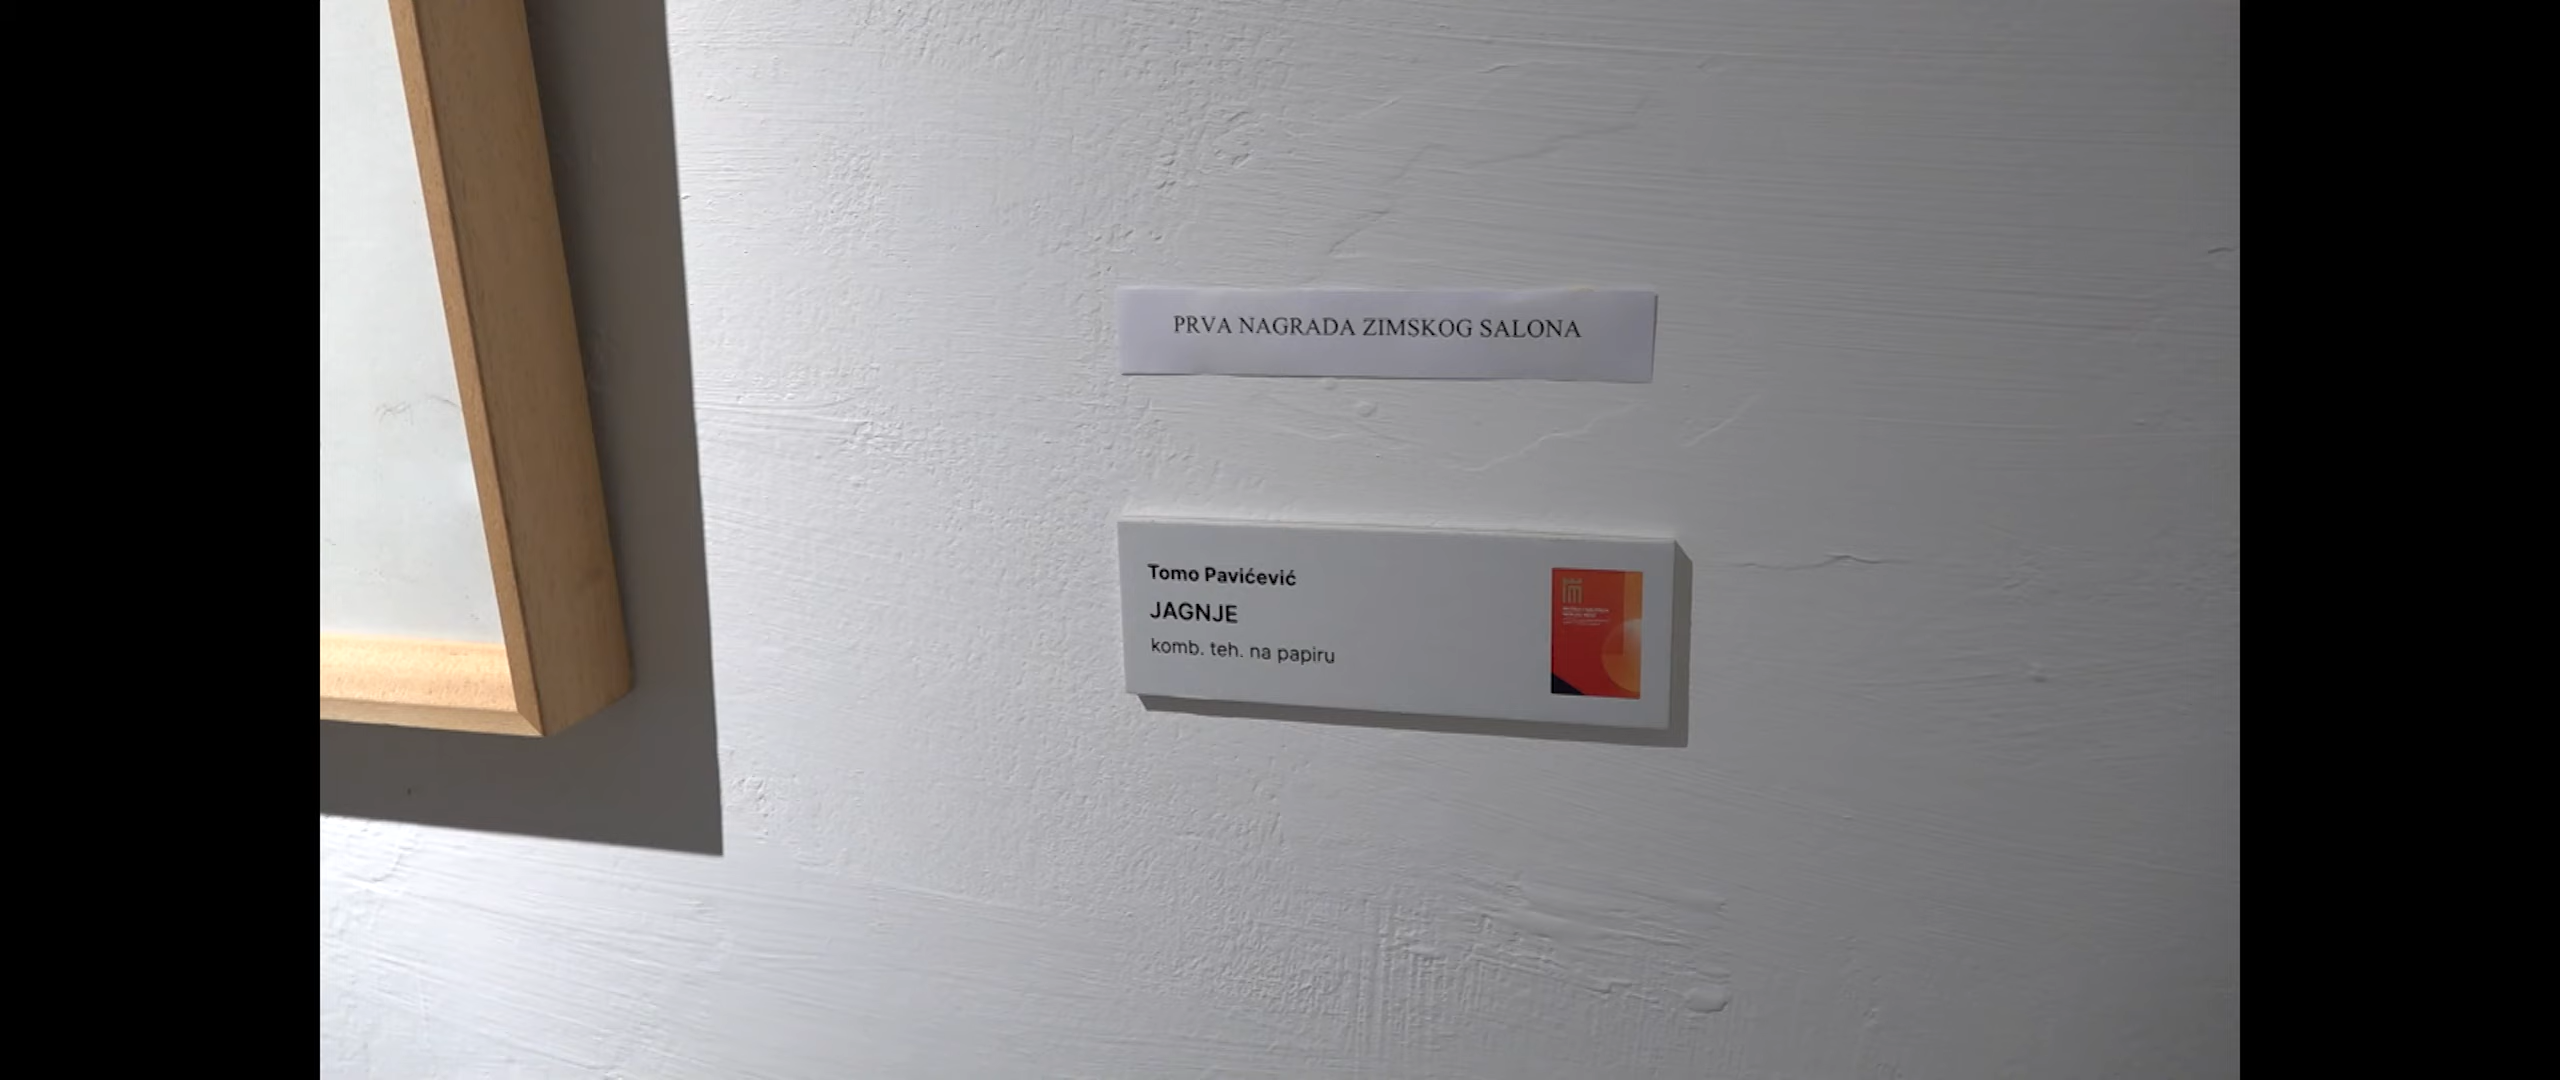 PRVA NAGRADA ZIMSKOG SALONA
Tomo Pavićević
JAGNJE
komb. teh. na papiru